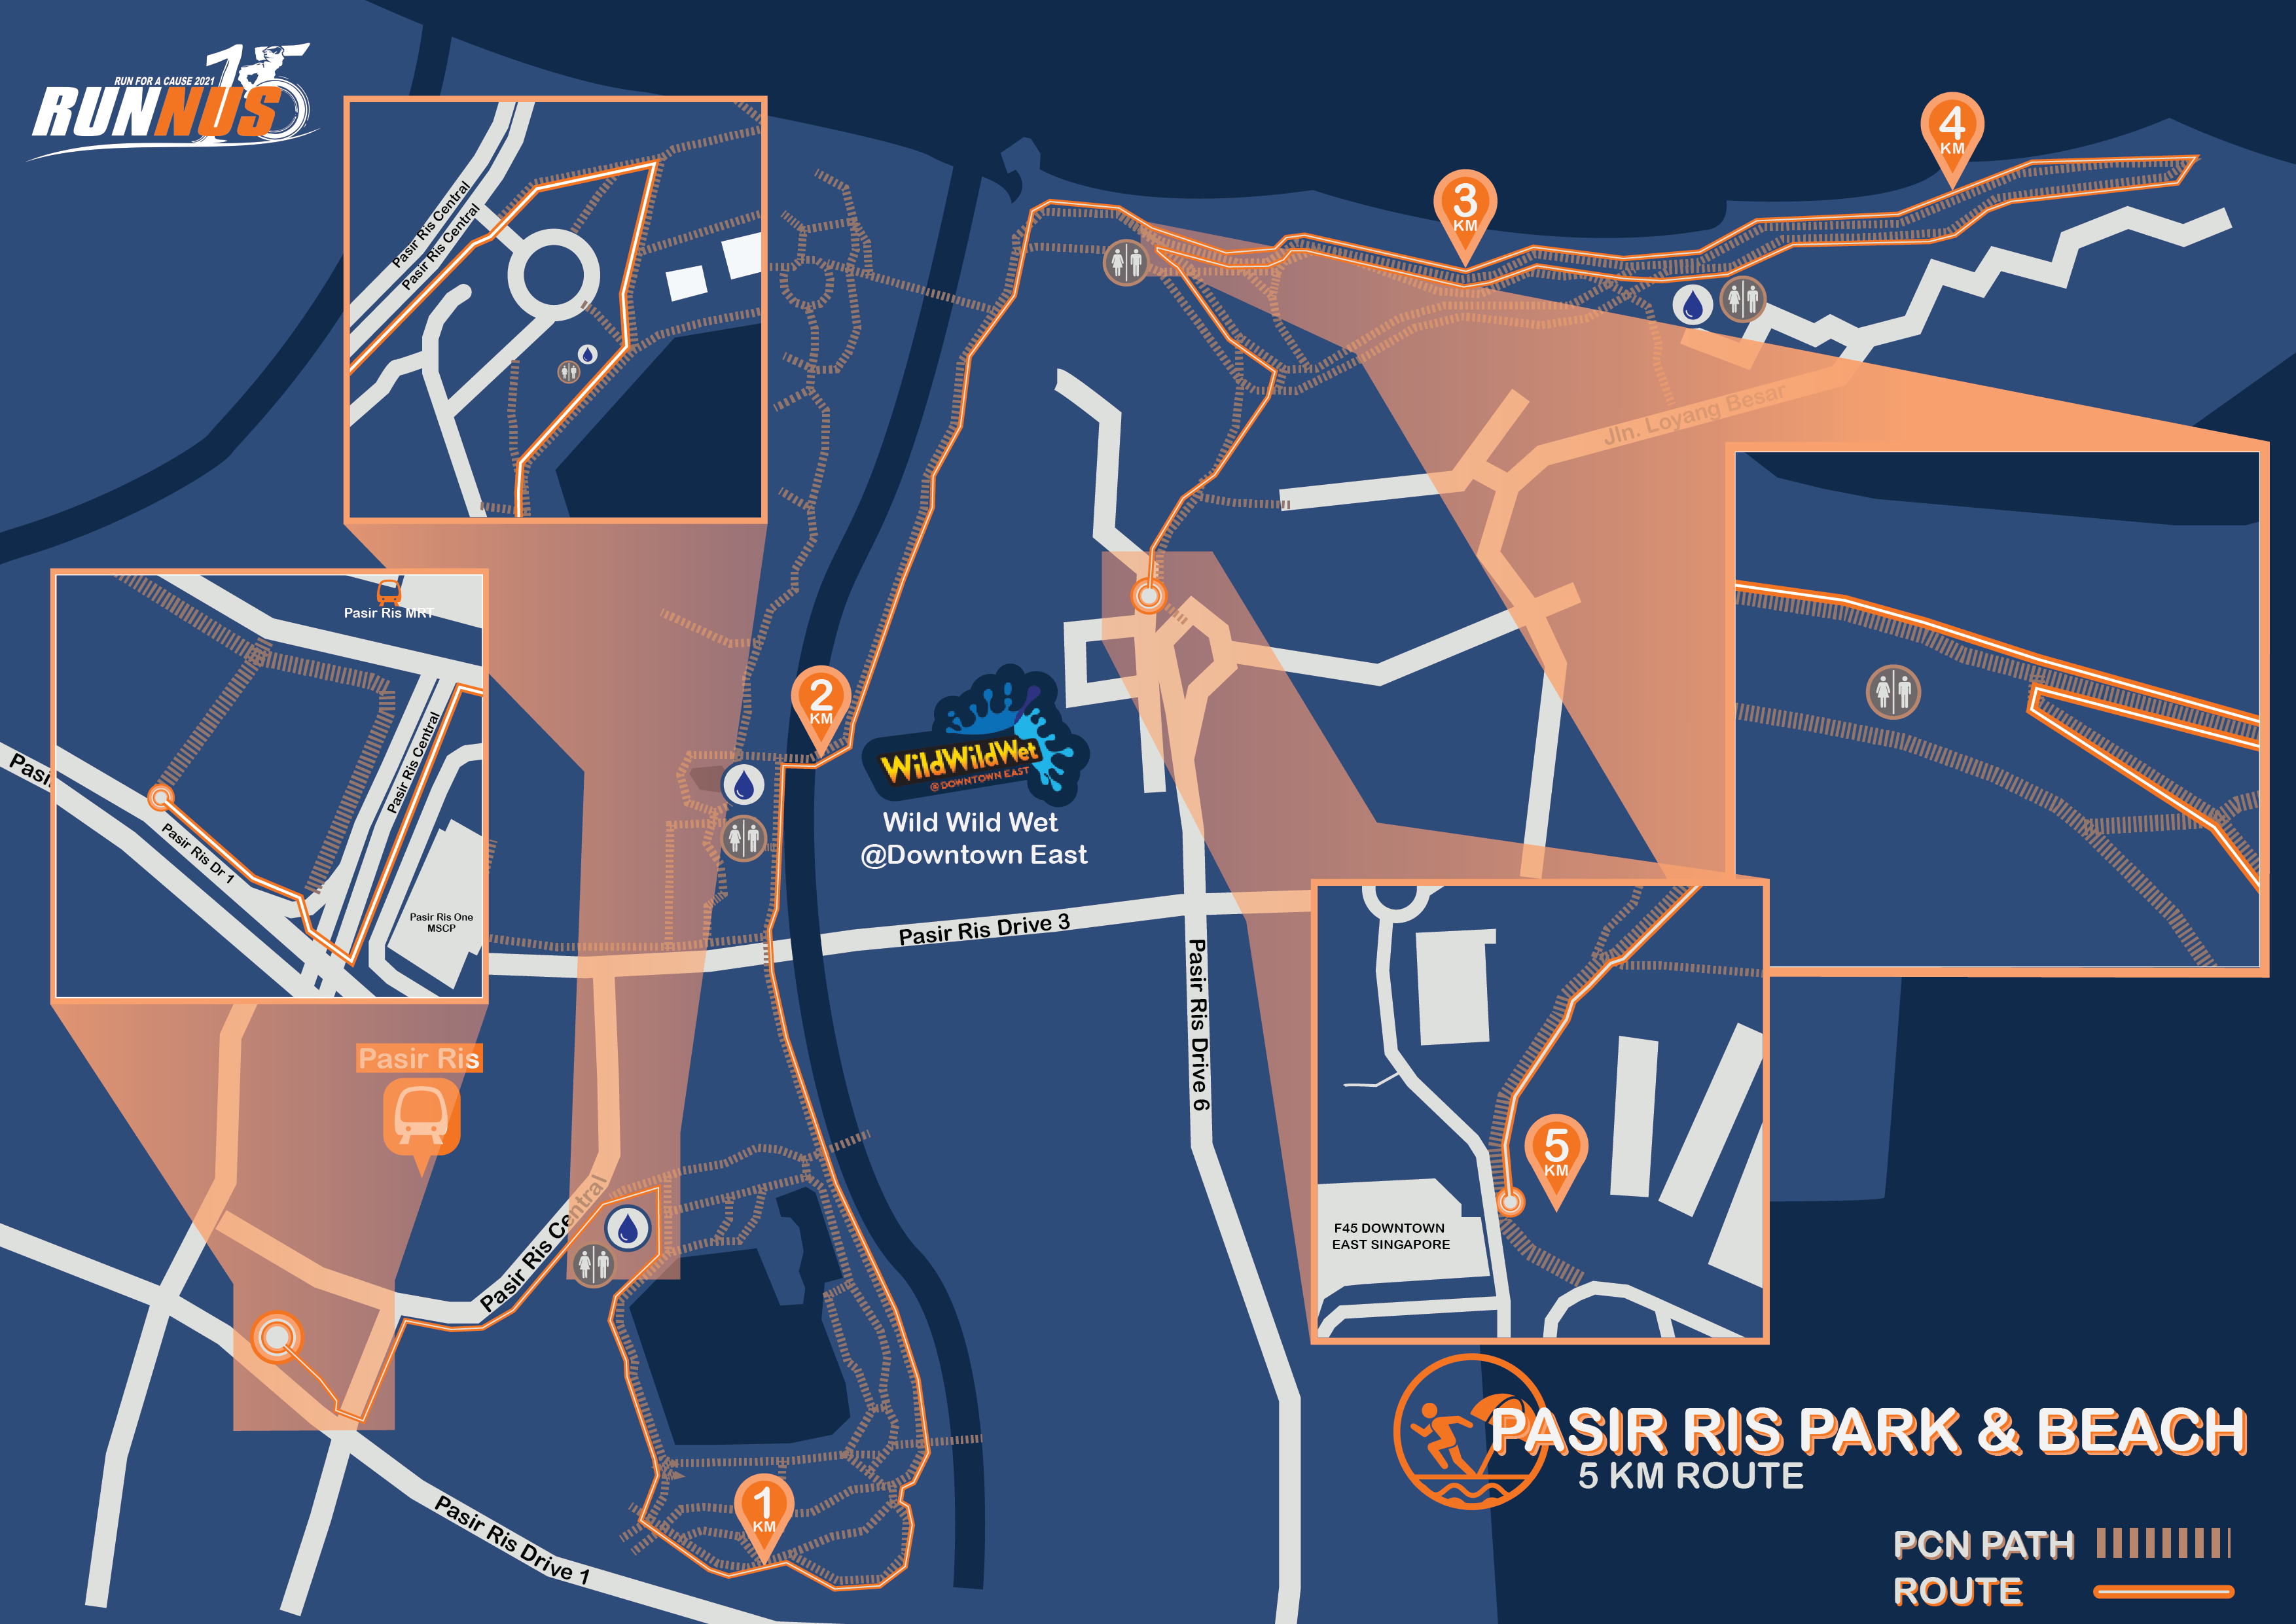 RUN FOR A CAUSE 2021
15
RUNNUS
Pasir Ris Central
Pasir Ris Central
4
KM
3
KM
Jln. Loyang Besar
Pasir Ris MRT
Pasir Ris Central
Pasir Ris Dr 1
Pasir Ris One
MSCP
2
KM
WildWildWet
@ DOWNTOWN EAST
Wild Wild Wet
@Downtown East
Pasir Ris Drive 3
Pasir Ris Drive 6
Pasir Ris
Pasir Ris Central
5
KM
F45 DOWNTOWN
EAST SINGAPORE
1
KM
Pasir Ris Drive 1
PASIR RIS PARK & BEACH
5 KM ROUTE
PCN PATH
ROUTE